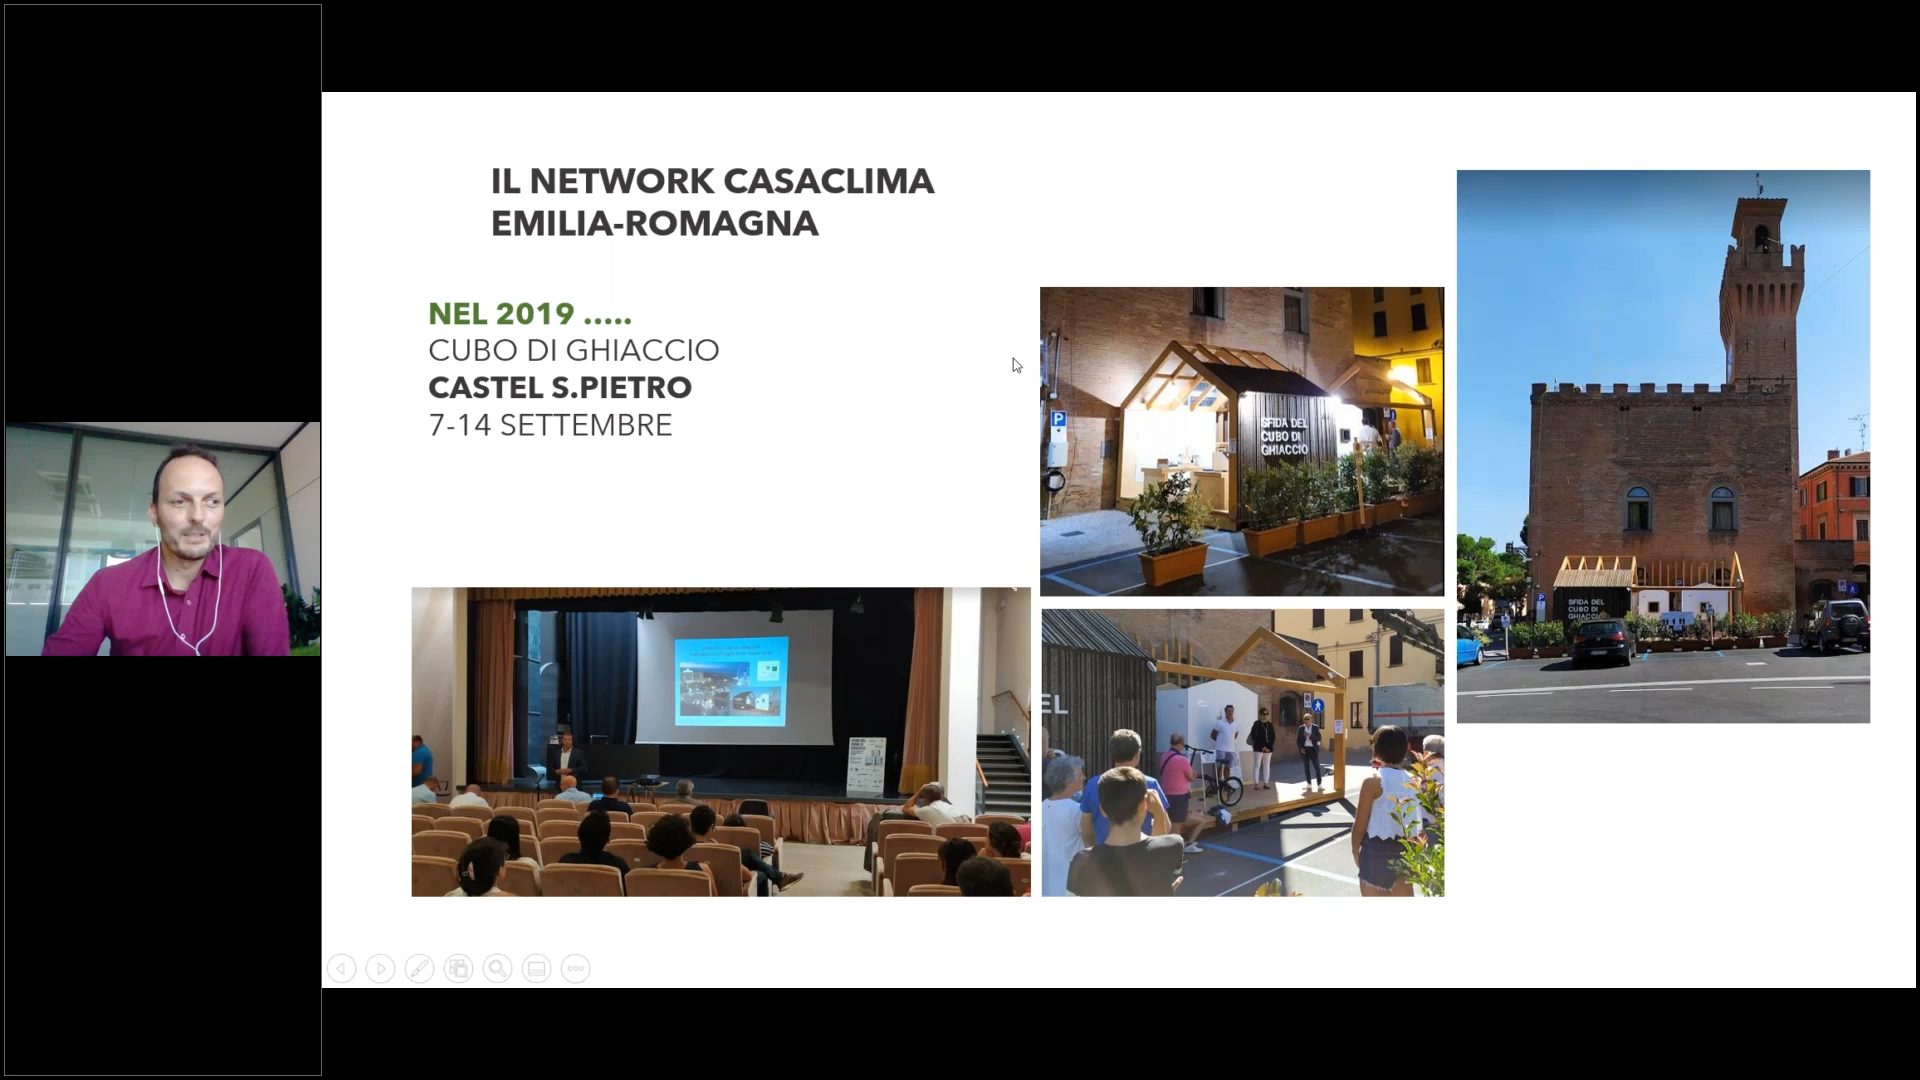 IL NETWORK CASACLIMA
EMILIA-ROMAGNA
NEL 2019 .....
CUBO DI GHIACCIO
CASTEL S.PIETRO
7-14 SETTEMBRE
P
SFIDA DEL
CUBO DI
GHIACCIO
SFIDA DEL
CUBO DI
GHIACCIO
EL